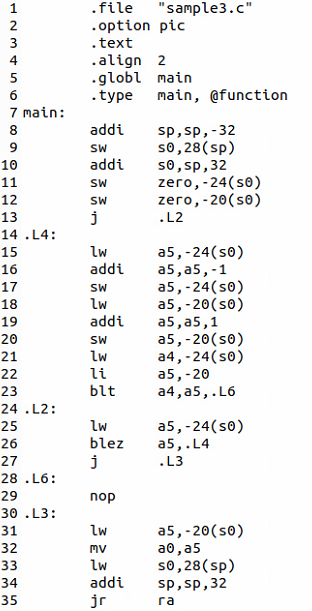 1 .file "sample3.c"
2 .option pic
3 .text
4 .align 2
5 .globl main
6 .type main, @function
7 main:
8 addi sp,sp,-32
9 sw s0,28(sp)
10 addi s0,sp,32
11 sw zero,-24(s0)
12 sw zero,-20(s0)
13 j .L2
14 .L4:
15 lw a5,-24(s0)
16 addi a5,a5,-1
17 sw a5,-24(s0)
18 lw a5,-20(s0)
19 addi a5,a5,1
20 sw a5,-20(s0)
21 lw a4,-24(s0)
22 li a5,-20
23 blt a4,a5,.L6
24 .L2:
25 lw a5,-24(s0)
26 blez a5,.L4
27 j .L3
28 .L6:
29 nop
30 .L3:
31 lw a5,-20(s0)
32 mv a0,a5
33 lw s0,28(sp)
34 addi sp,sp,32
35 jr ra